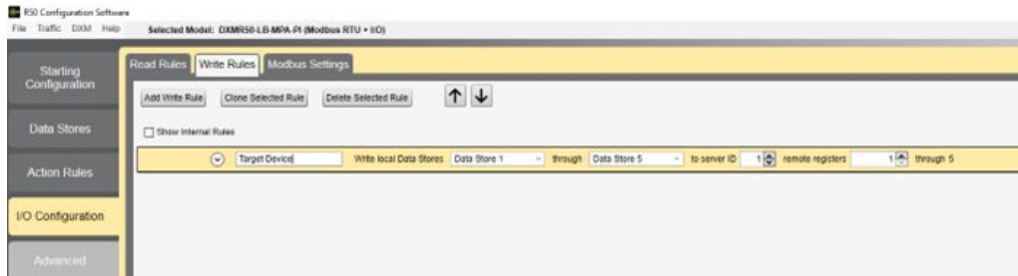 R50 Configuration Software
File Traffic DXM Help Selected Model: DXMR50-LB-MPA-PI (Modbus RTU + I/O)
Starting Configuration
Data Stores
Action Rules
I/O Configuration
Advanced
Read Rules Write Rules Modbus Settings
Add Write Rule Clone Selected Rule Delete Selected Rule
Show Internal Rules
Target Device Write local Data Stores Data Store 1 through Data Store 5 to server ID 1 remote registers 1 through 5